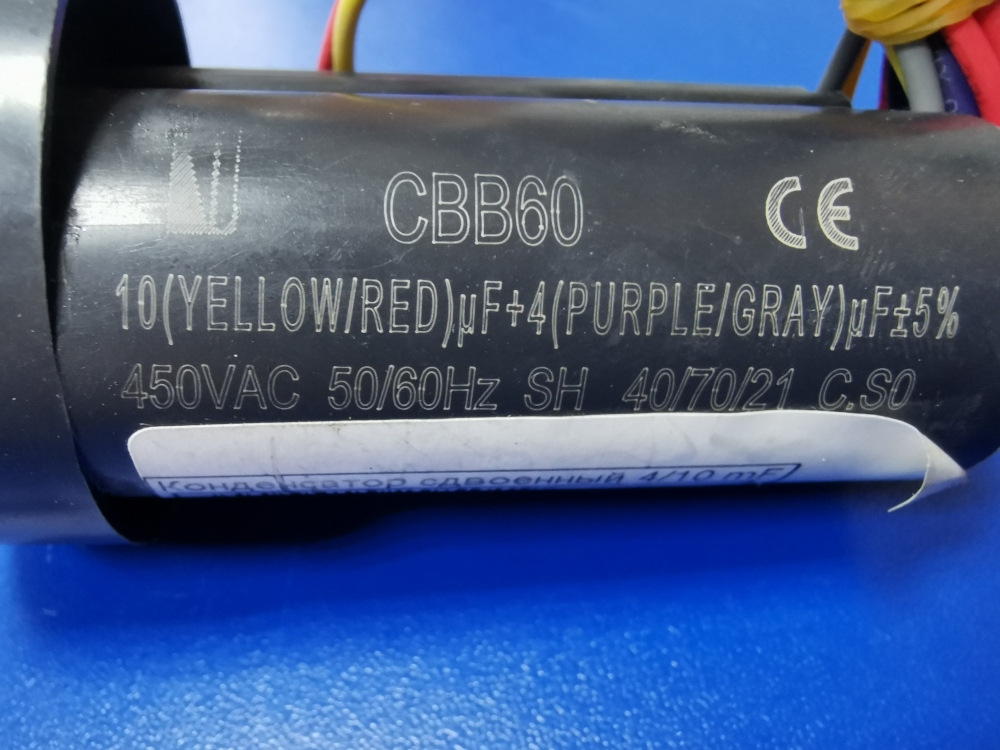 CBB60 CE
10(YELLOW/RED)µF+4(PURPLE/GRAY)µF±5%
450VAC 50/60Hz SH 40/70/21 C.S0
Конденсатор сдвоенный 4/10 mF